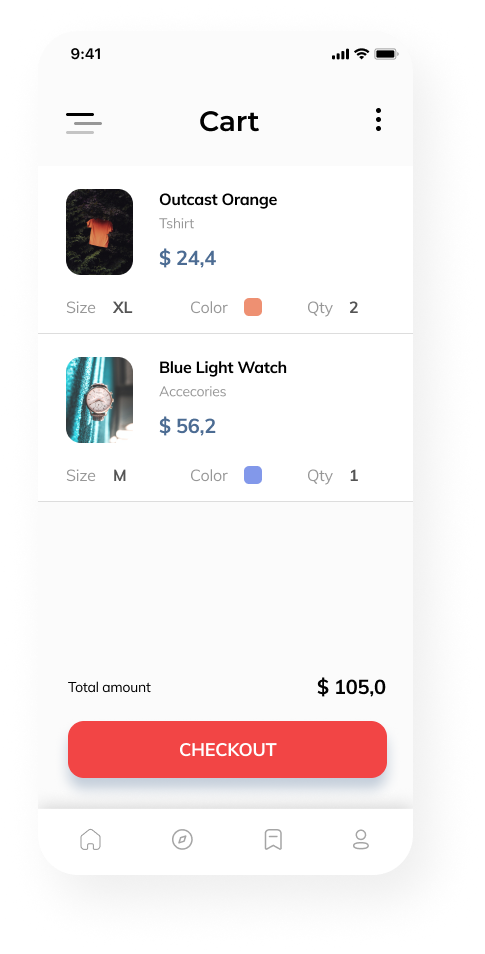 9:41
Cart
Outcast Orange
Tshirt
$ 24,4
Size XL Color Qty 2
Blue Light Watch
Accecories
$ 56,2
Size M Color Qty 1
Total amount $ 105,0
CHECKOUT